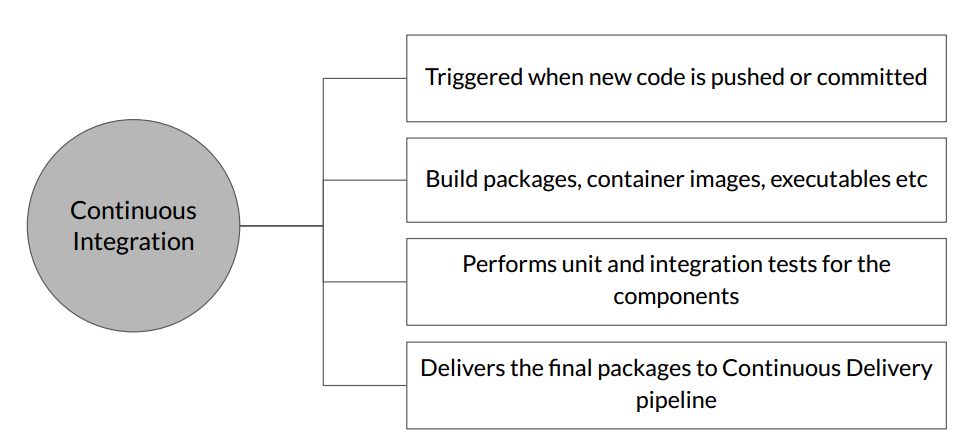 Continuous
Integration
Triggered when new code is pushed or committed
Build packages, container images, executables etc
Performs unit and integration tests for the
components
Delivers the final packages to Continuous Delivery
pipeline